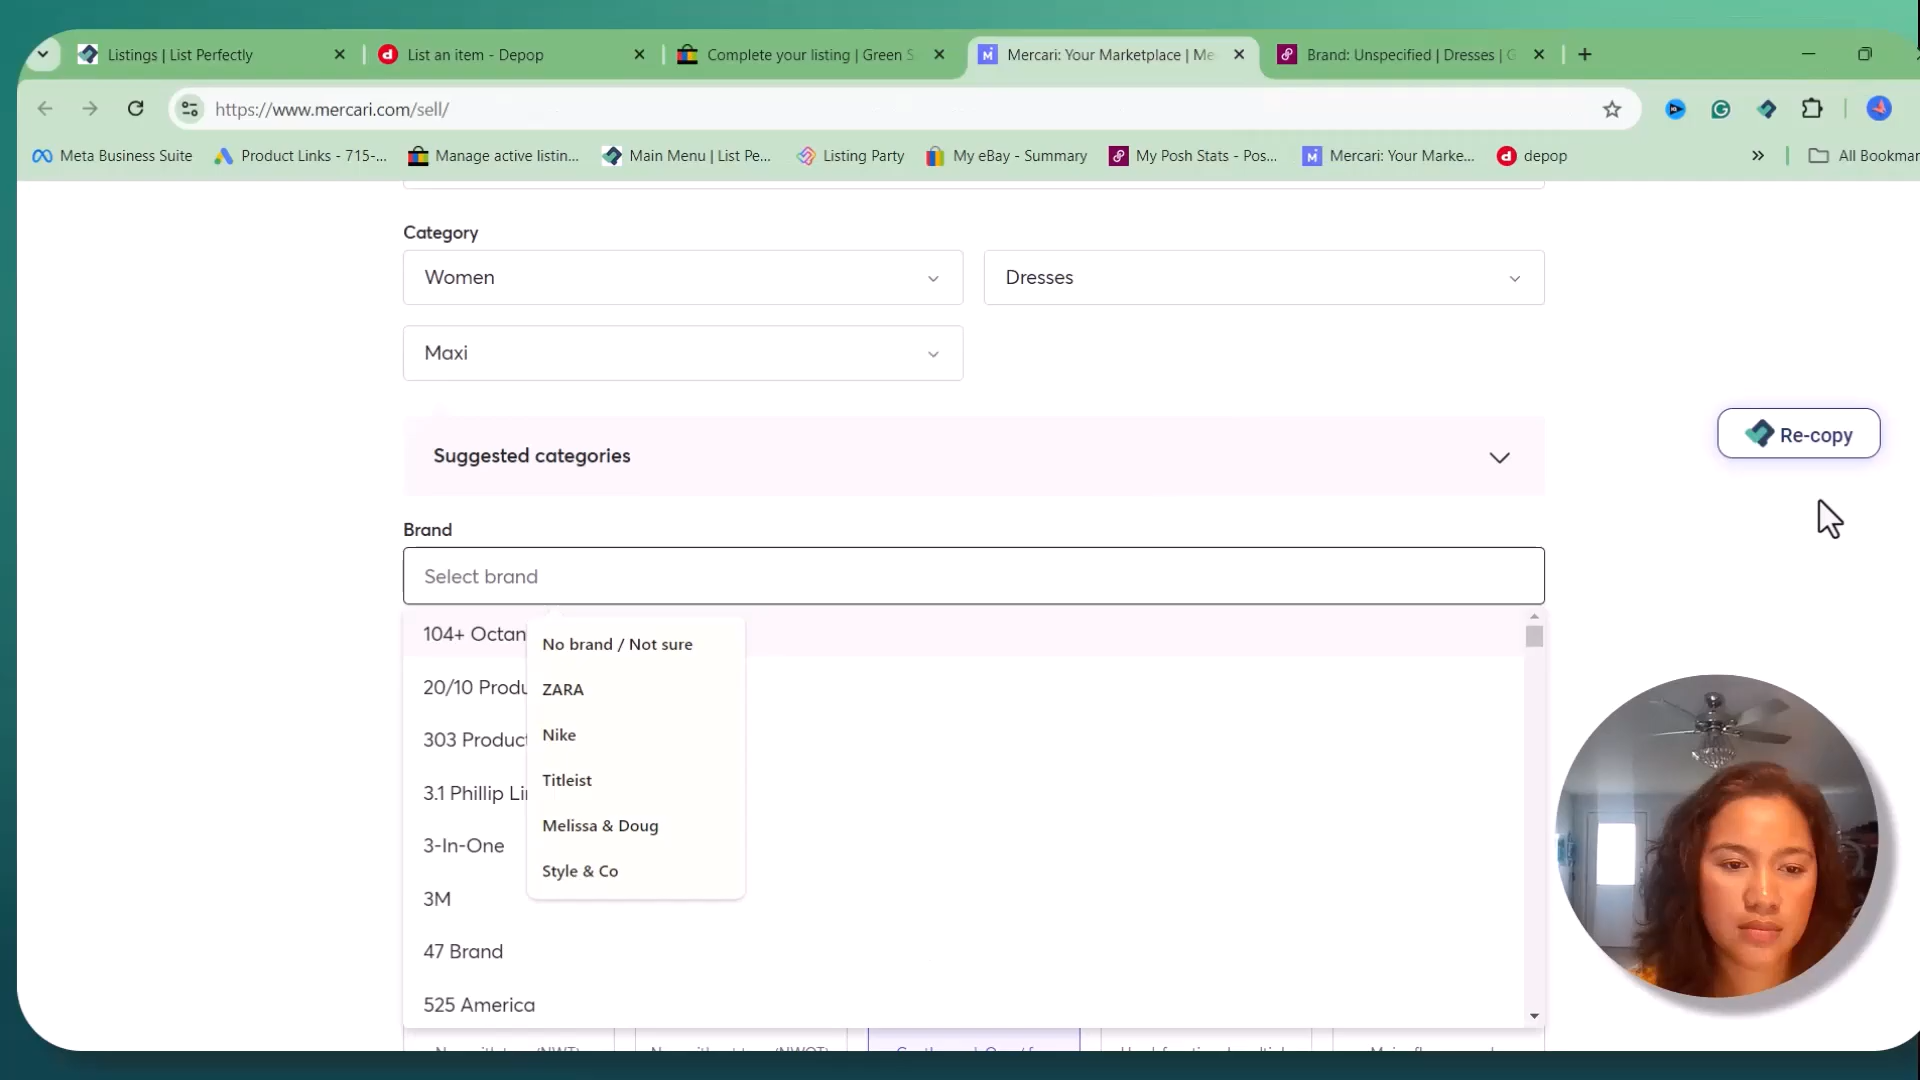 Listings | List Perfectly
List an item - Depop
Complete your listing | Green S
Mercari: Your Marketplace | Me
Brand: Unspecified | Dresses | G
https://www.mercari.com/sell/
Meta Business Suite
Product Links - 715-...
Manage active listin...
Main Menu | List Pe...
Listing Party
My eBay - Summary
My Posh Stats - Pos...
Mercari: Your Marke...
depop
All Bookmar
Category
Women
Dresses
Maxi
Suggested categories
Re-copy
Brand
Select brand
104+ Octan
No brand / Not sure
20/10 Produ
ZARA
303 Product
Nike
3.1 Phillip Li
Titleist
3-In-One
Melissa & Doug
3M
Style & Co
47 Brand
525 America